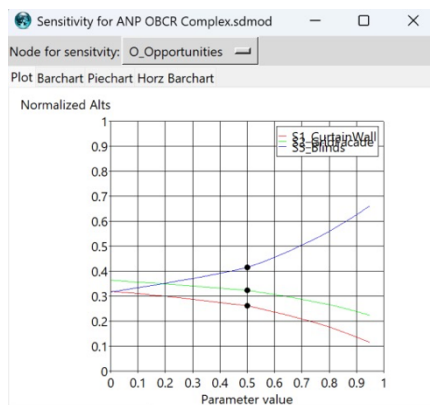 Sensitivity for ANP OBCR Complex.sdmod
Node for sensitvity: O_Opportunities
Plot Barchart Piechart Horz Barchart
Normalized Alts
1
0.9
0.8
0.7
0.6
0.5
0.4
0.3
0.2
0.1
0
S1_CurtainWall
S3_Blinds
0 0.1 0.2 0.3 0.4 0.5 0.6 0.7 0.8 0.9 1
Parameter value